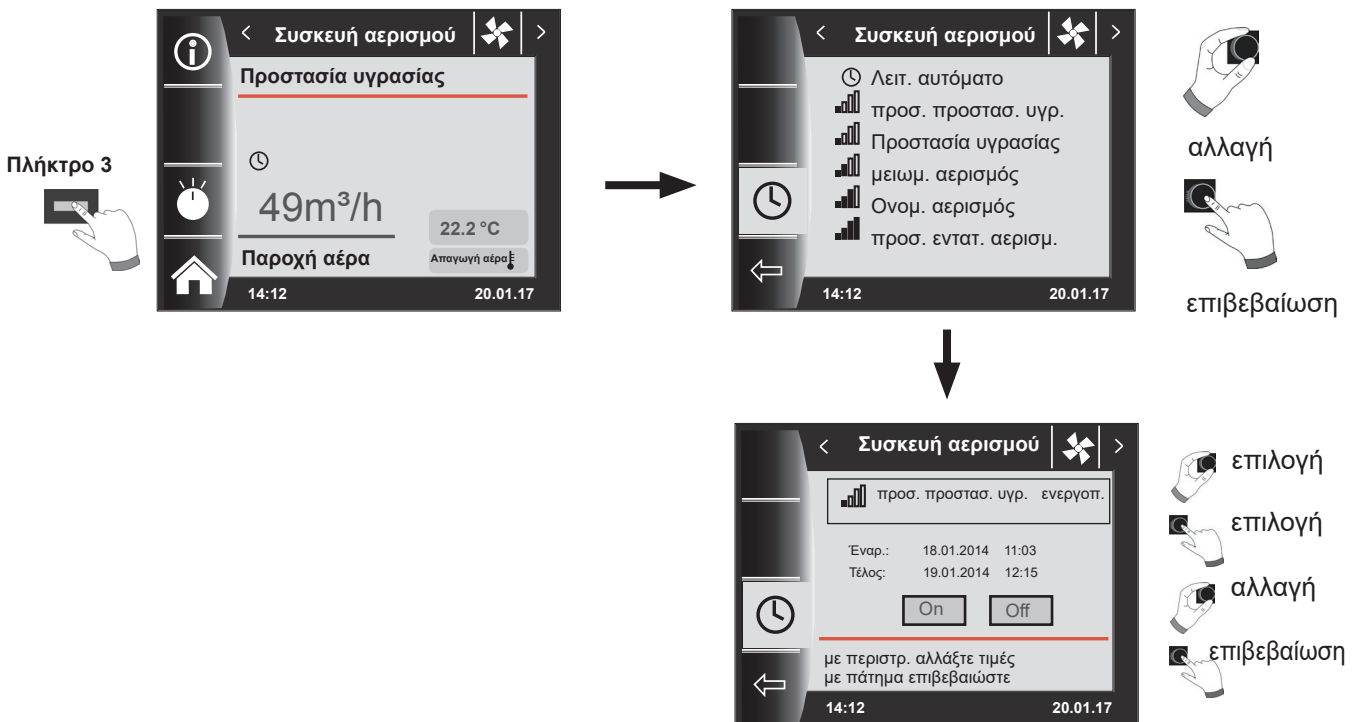 Πλήκτρο 3
< Συσκευή αερισμού >
Προστασία υγρασίας
49m³/h
22.2 °C
Παροχή αέρα
Απαγωγή αέρα
14:12 20.01.17
< Συσκευή αερισμού >
Λειτ. αυτόματο
προσ. προστασ. υγρ.
Προστασία υγρασίας
μειωμ. αερισμός
Ονομ. αερισμός
προσ. εντατ. αερισμ.
14:12 20.01.17
αλλαγή
επιβεβαίωση
< Συσκευή αερισμού >
προσ. προστασ. υγρ. ενεργοπ.
Έναρ.: 18.01.2014 11:03
Τέλος: 19.01.2014 12:15
On Off
με περιστρ. αλλάξτε τιμές
με πάτημα επιβεβαιώστε
14:12 20.01.17
επιλογή
επιλογή
αλλαγή
επιβεβαίωση